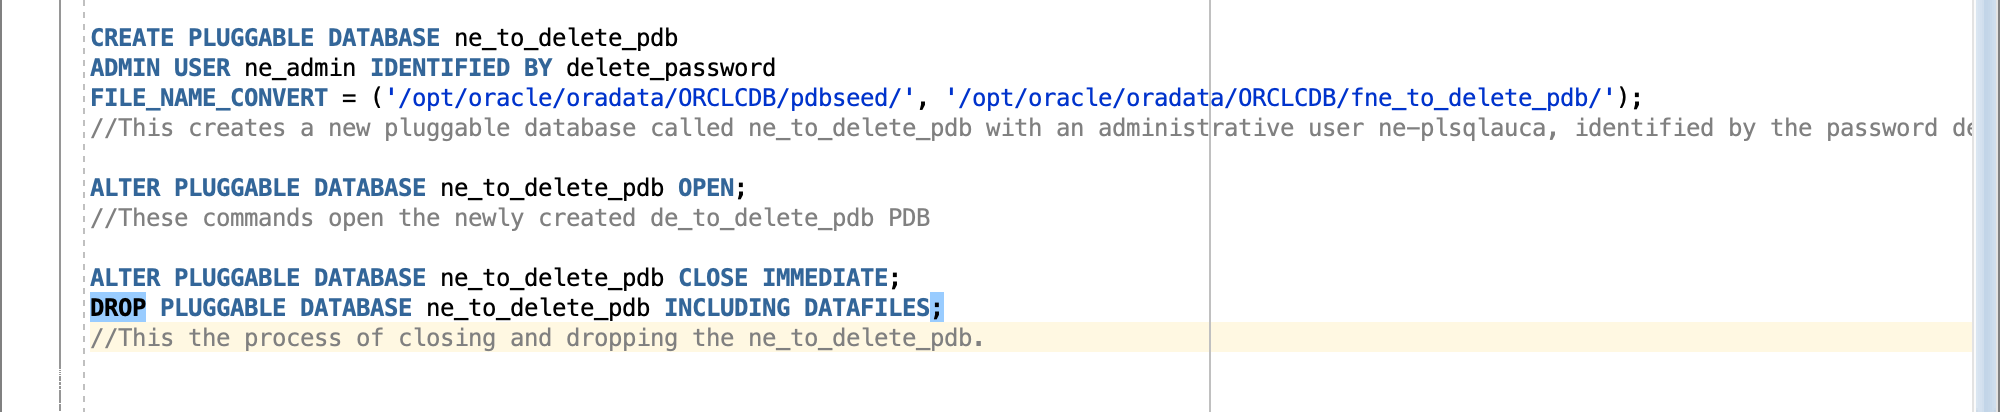 CREATE PLUGGABLE DATABASE ne_to_delete_pdb
ADMIN USER ne_admin IDENTIFIED BY delete_password
FILE_NAME_CONVERT = ('/opt/oracle/oradata/ORCLCDB/pdbseed/', '/opt/oracle/oradata/ORCLCDB/fne_to_delete_pdb/');
//This creates a new pluggable database called ne_to_delete_pdb with an administrative user ne-plsqlauca, identified by the password de
ALTER PLUGGABLE DATABASE ne_to_delete_pdb OPEN;
//These commands open the newly created de_to_delete_pdb PDB
ALTER PLUGGABLE DATABASE ne_to_delete_pdb CLOSE IMMEDIATE;
DROP PLUGGABLE DATABASE ne_to_delete_pdb INCLUDING DATAFILES;
//This the process of closing and dropping the ne_to_delete_pdb.